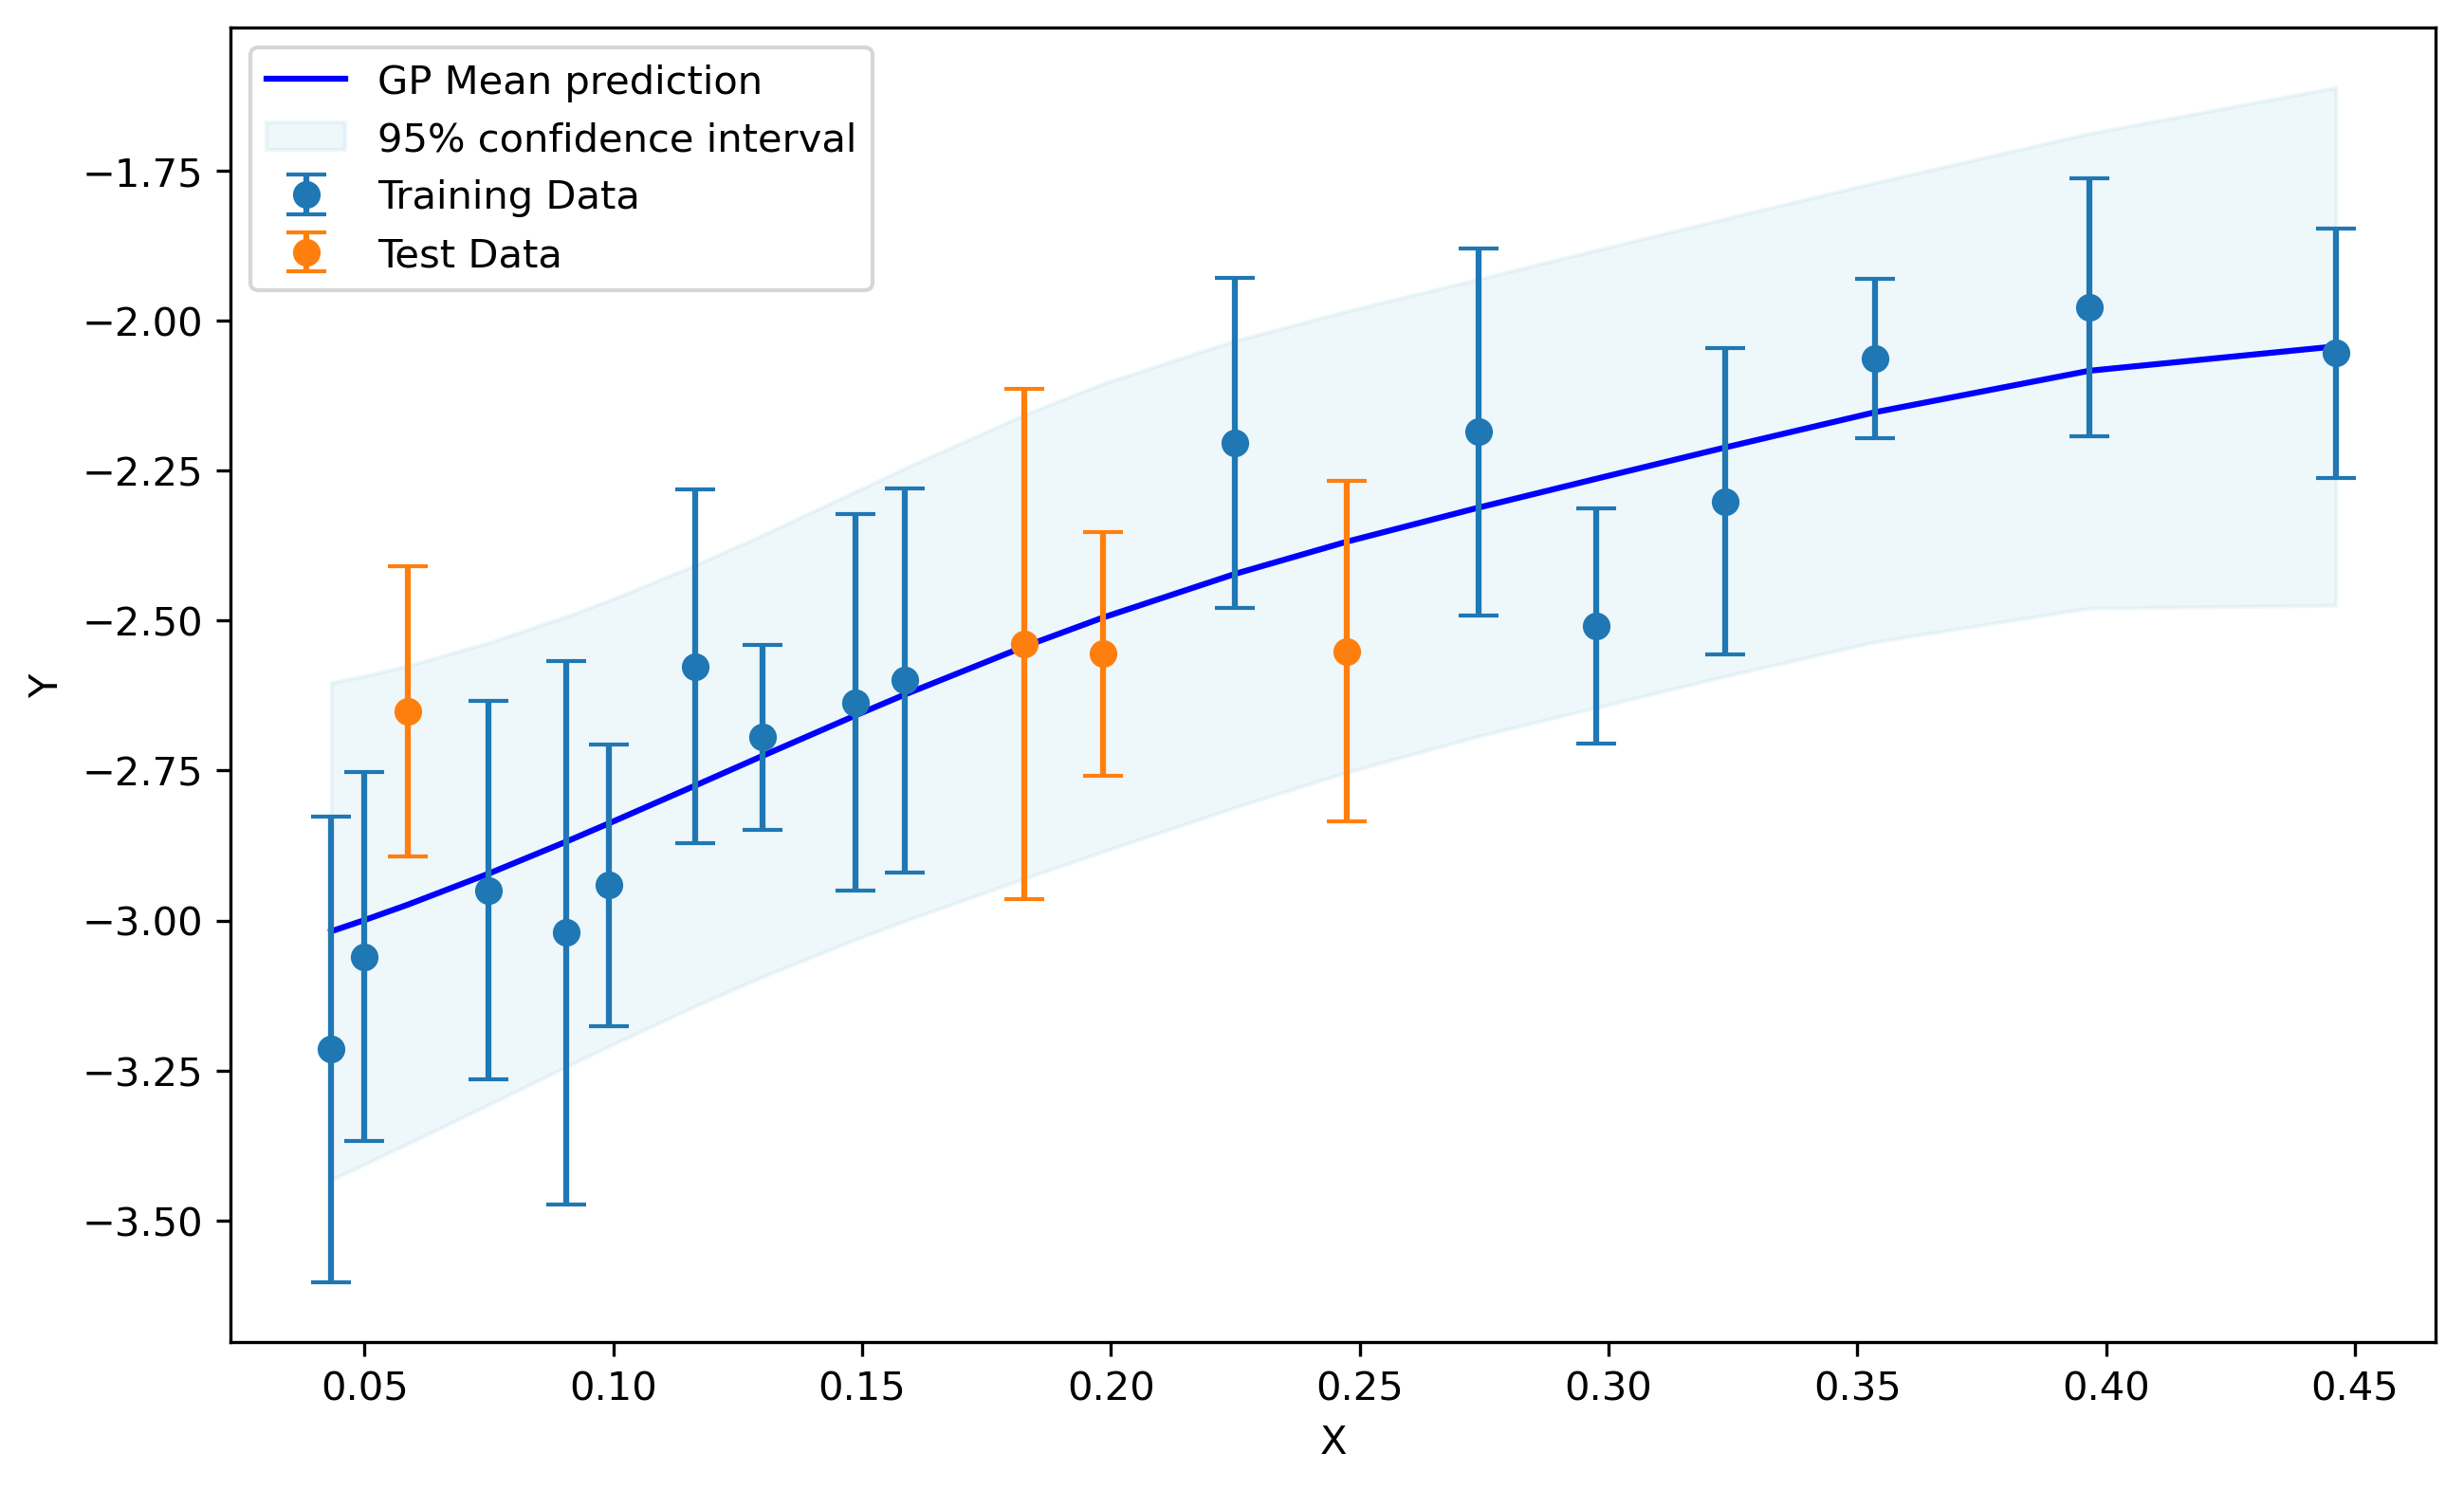 GP Mean prediction
95% confidence interval
Training Data
Test Data
−1.75
−2.00
−2.25
−2.50
−2.75
−3.00
−3.25
−3.50
Y
0.05 0.10 0.15 0.20 0.25 0.30 0.35 0.40 0.45
X